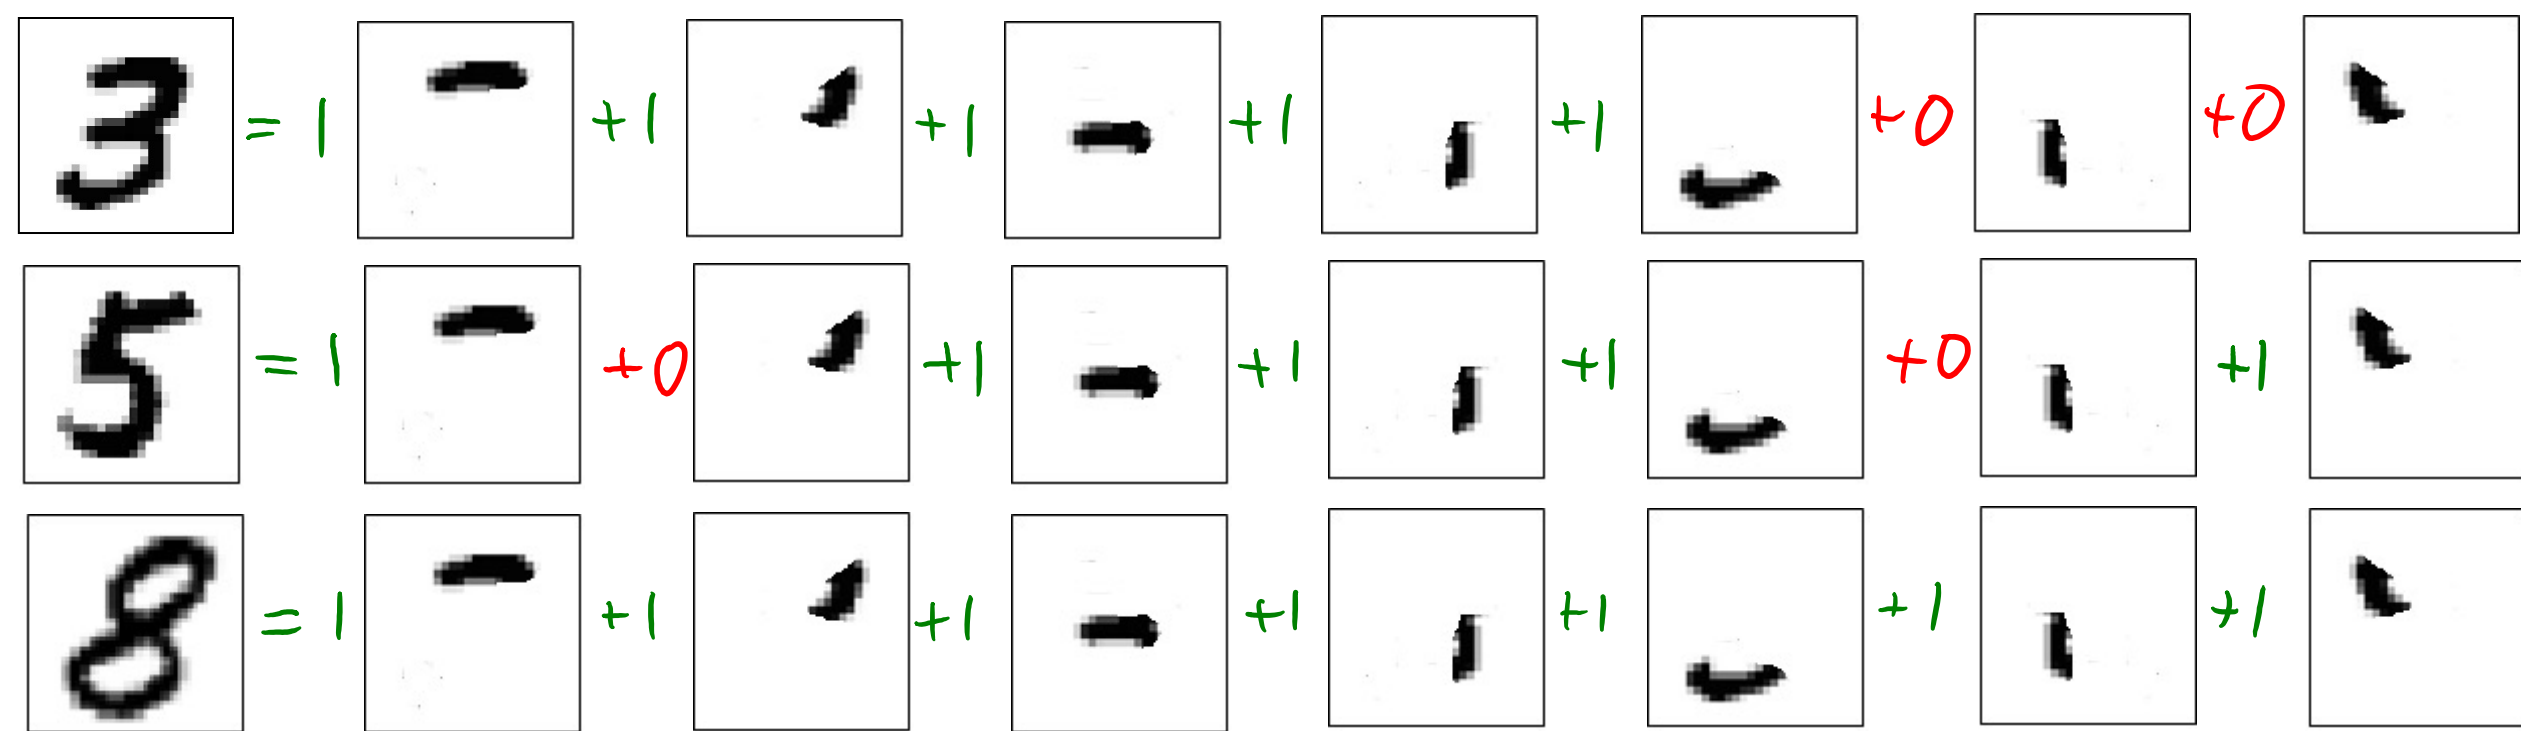 3 = 1 +1 +1 +1 +1 +0 +0
5 = 1 +0 +1 +1 +1 +0 +1
8 = 1 +1 +1 +1 +1 +1 +1